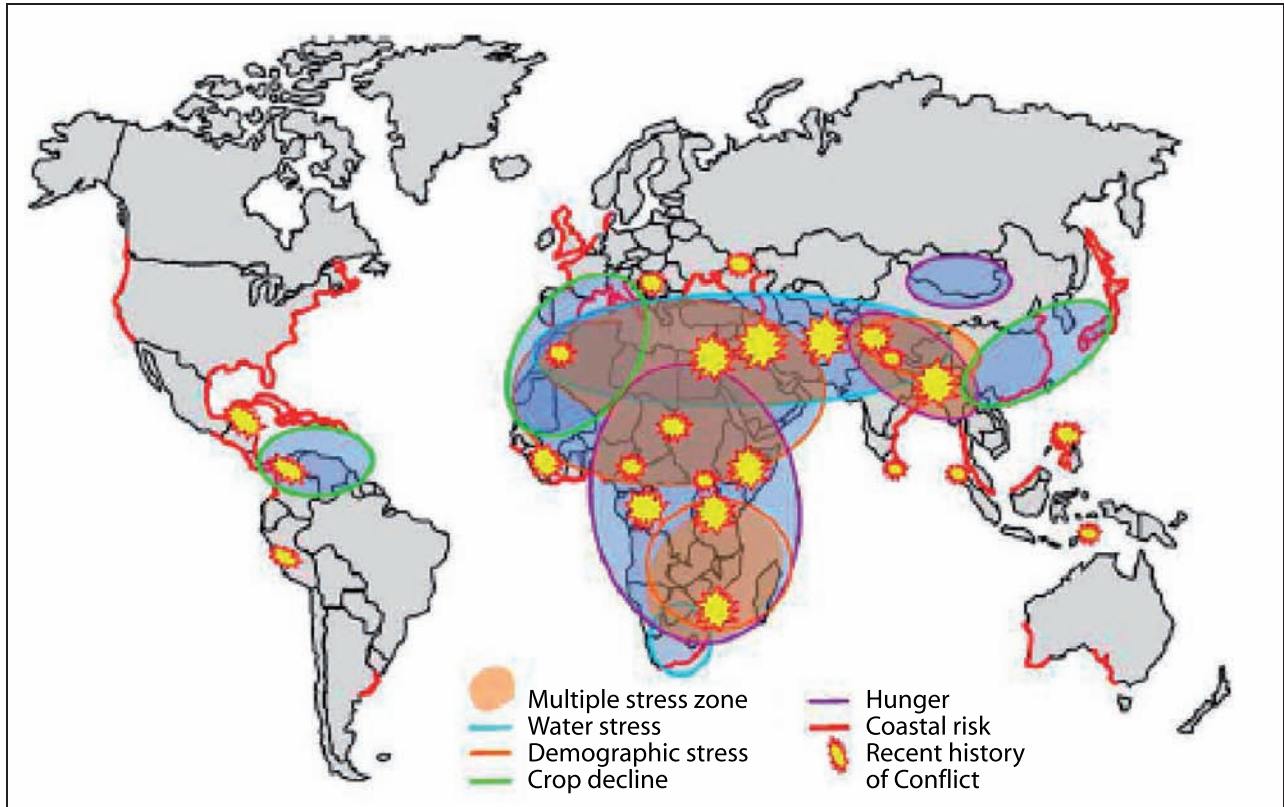 Multiple stress zone
Water stress
Demographic stress
Crop decline
Hunger
Coastal risk
Recent history
of Conflict